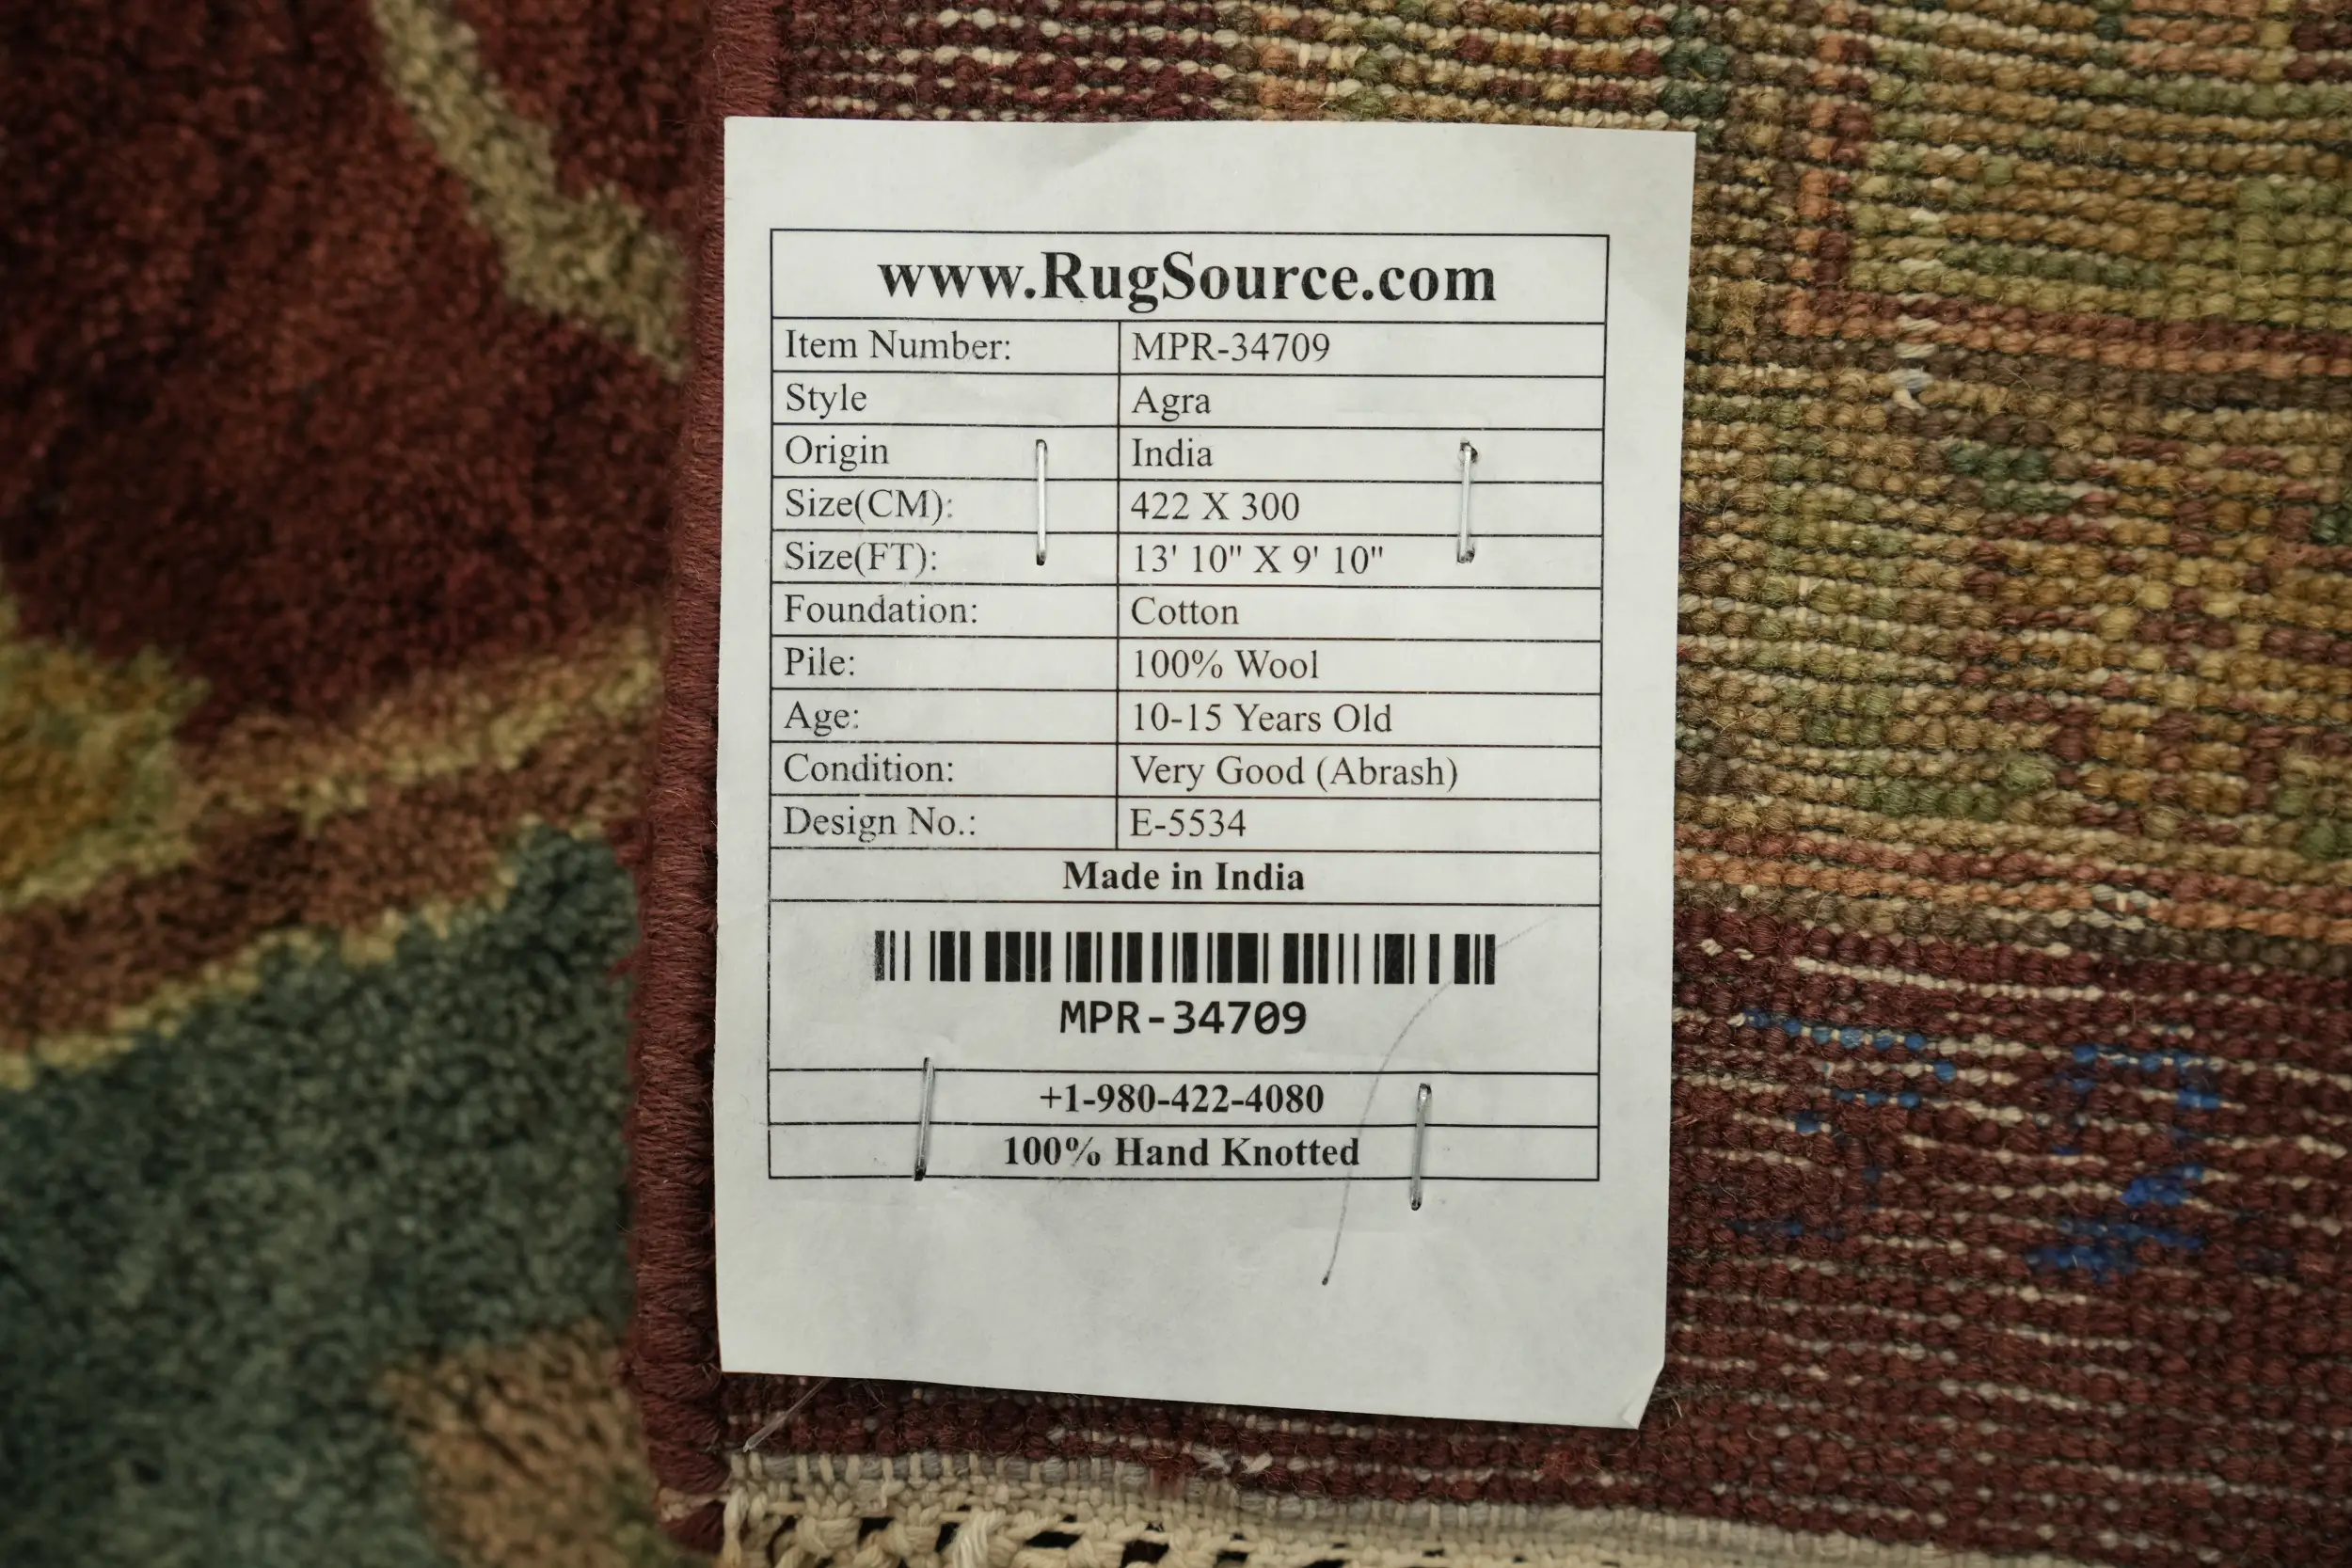 www.RugSource.com
Item Number: MPR-34709
Style Agra
Origin India
Size(CM): 422 X 300
Size(FT): 13' 10" X 9' 10"
Foundation: Cotton
Pile: 100% Wool
Age: 10-15 Years Old
Condition: Very Good (Abrash)
Design No.: E-5534
Made in India
MPR-34709
+1-980-422-4080
100% Hand Knotted